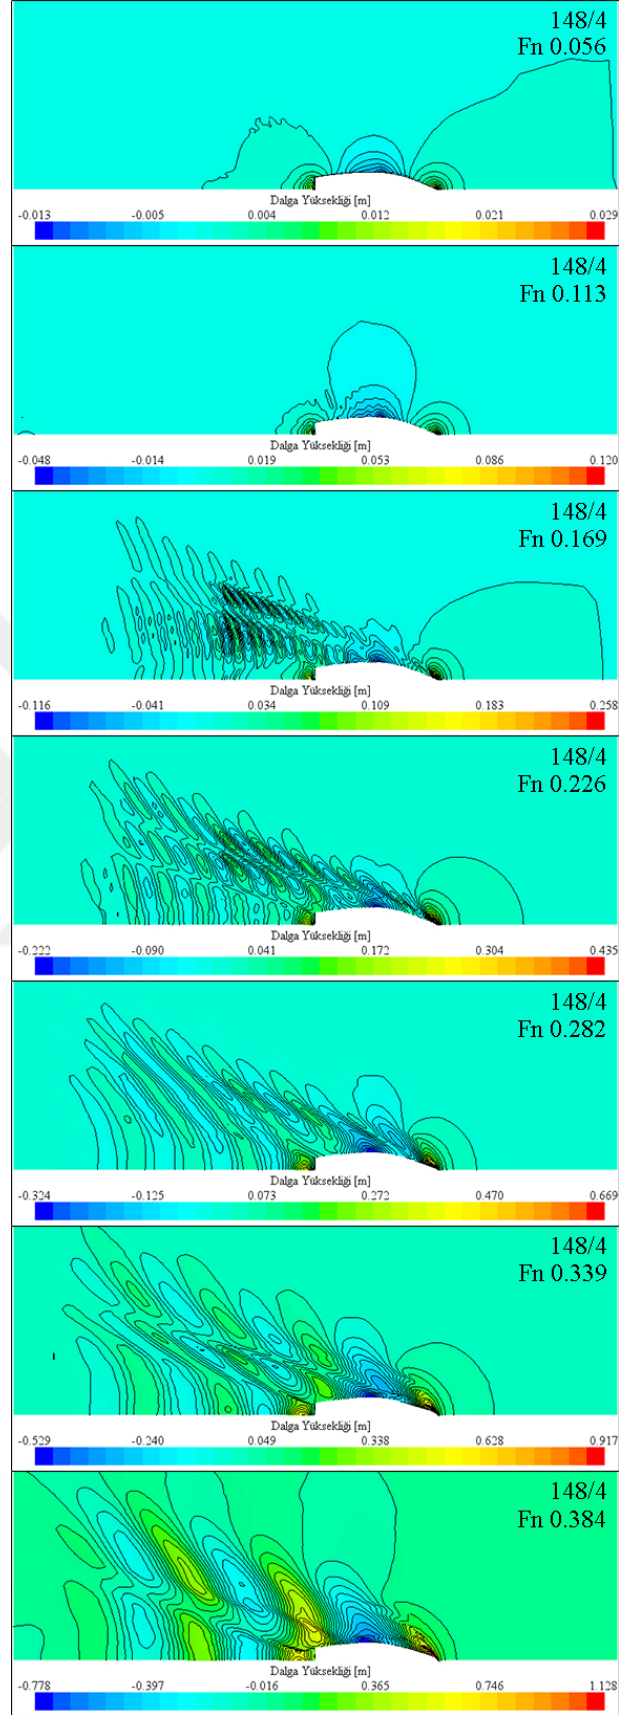 148/4
Fn 0.056
Dalga Yüksekliği [m]
-0.013 -0.005 0.004 0.012 0.021 0.029
148/4
Fn 0.113
Dalga Yüksekliği [m]
-0.048 -0.014 0.019 0.053 0.086 0.120
148/4
Fn 0.169
Dalga Yüksekliği [m]
-0.116 -0.041 0.034 0.109 0.183 0.258
148/4
Fn 0.226
Dalga Yüksekliği [m]
-0.222 -0.090 0.041 0.172 0.304 0.435
148/4
Fn 0.282
Dalga Yüksekliği [m]
-0.324 -0.125 0.073 0.272 0.470 0.669
148/4
Fn 0.339
Dalga Yüksekliği [m]
-0.529 -0.240 0.049 0.338 0.628 0.917
148/4
Fn 0.384
Dalga Yüksekliği [m]
-0.778 -0.397 -0.016 0.365 0.746 1.128